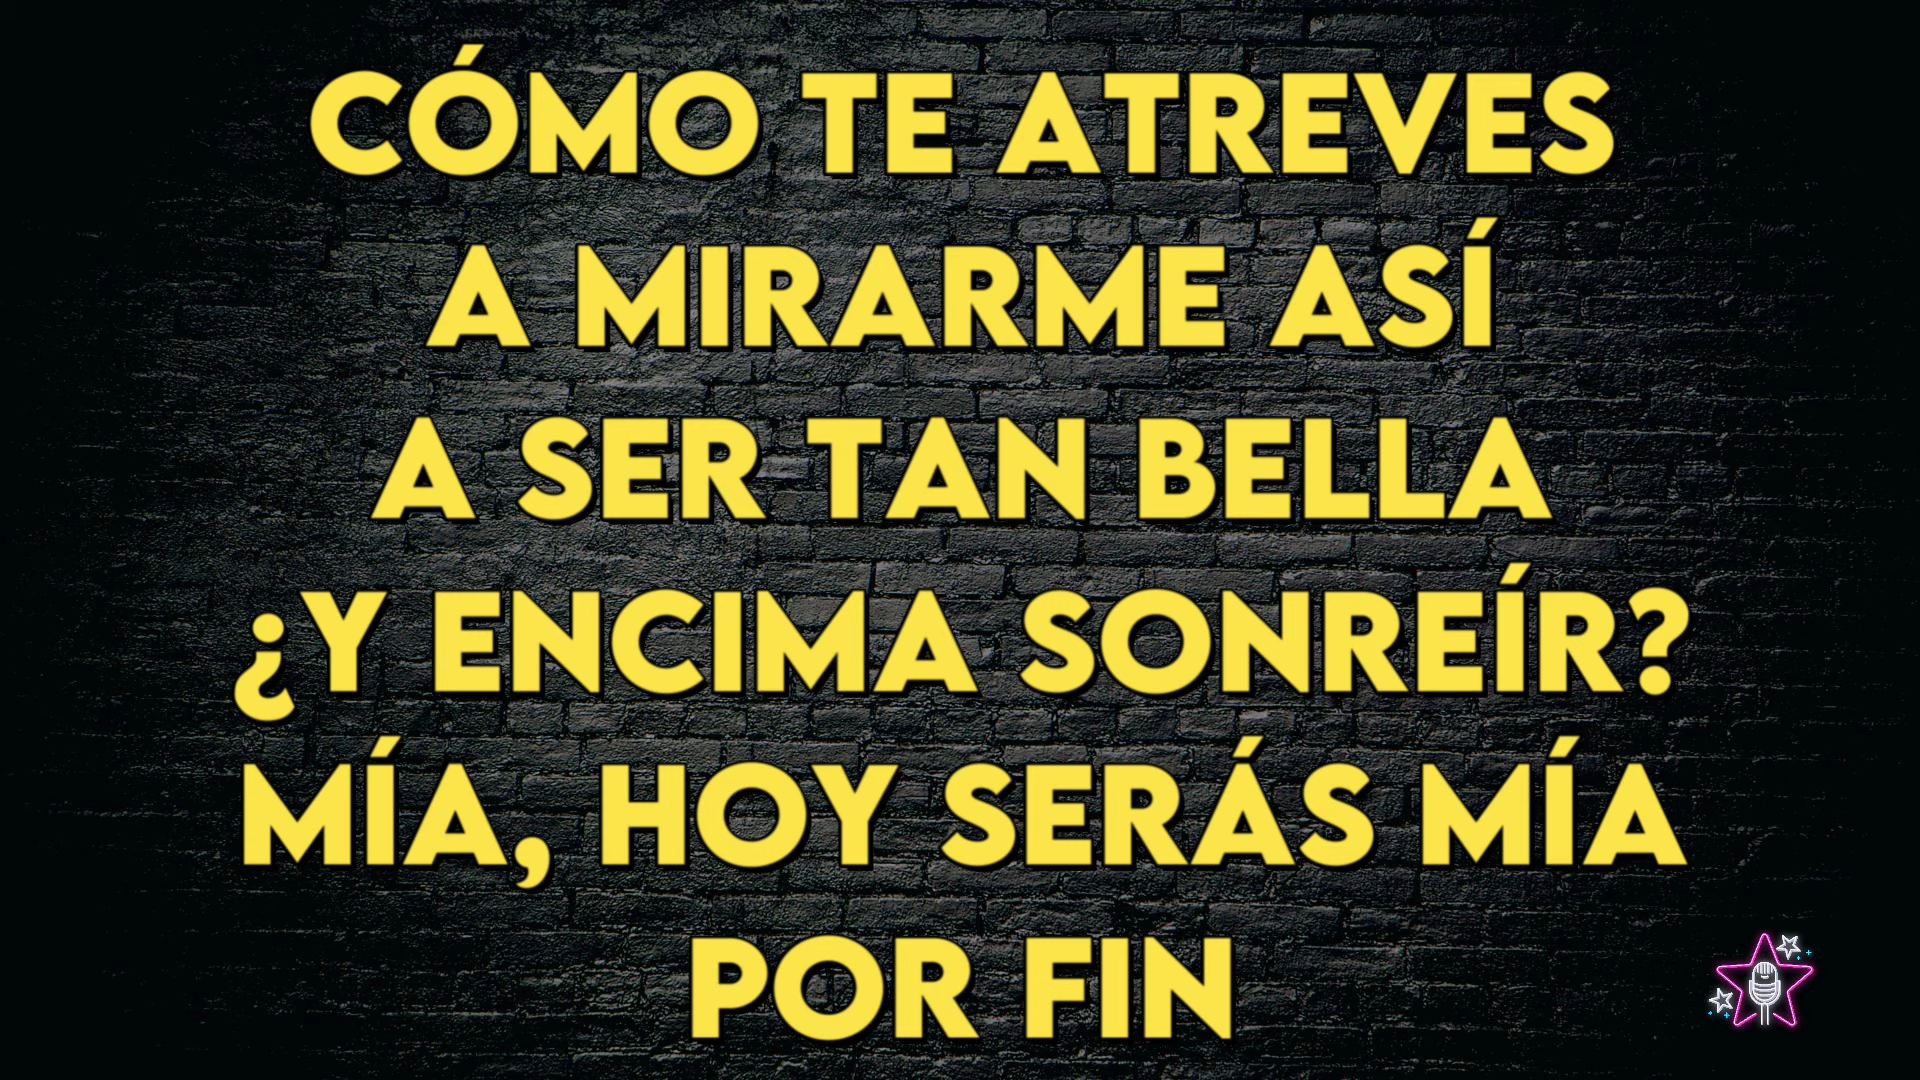 CÓMO TE ATREVES
A MIRARME ASÍ
A SER TAN BELLA
¿Y ENCIMA SONREÍR?
MÍA, HOY SERÁS MÍA
POR FIN